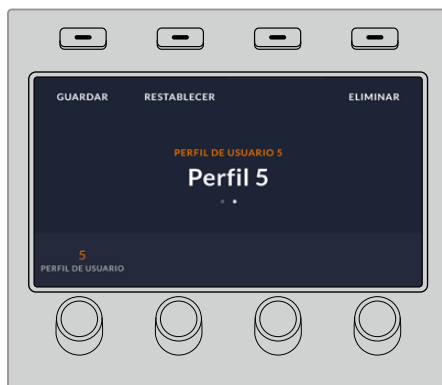 GUARDAR RESTABLECER ELIMINAR
PERFIL DE USUARIO 5
Perfil 5
5
PERFIL DE USUARIO